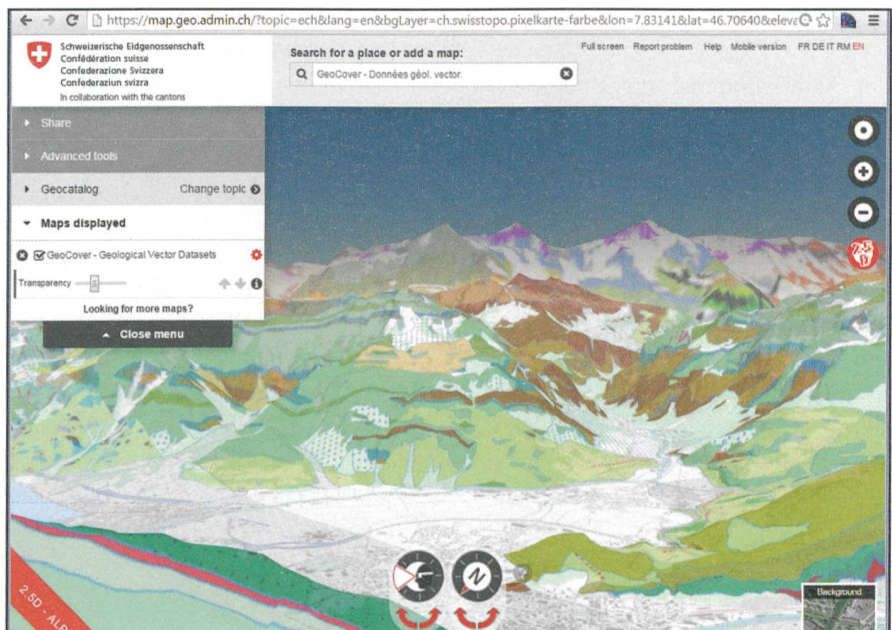 https://map.geo.admin.ch/?topic=ech&lang=en&bgLayer=ch.swisstopo.pixelkarte-farbe&lon=7.83141&lat=46.70640&eleva
Schweizerische Eidgenossenschaft
Confédération suisse
Confederazione Svizzera
Confederaziun svizra
In collaboration with the cantons
Search for a place or add a map:
GeoCover - Données géol. vector.
Full screen Report problem Help Mobile version FR DE IT RM EN
Share
Advanced tools
Geocatalog Change topic
Maps displayed
GeoCover - Geological Vector Datasets
Transparency
Looking for more maps?
Close menu
2.5D
N
Background
2.5D - ALP